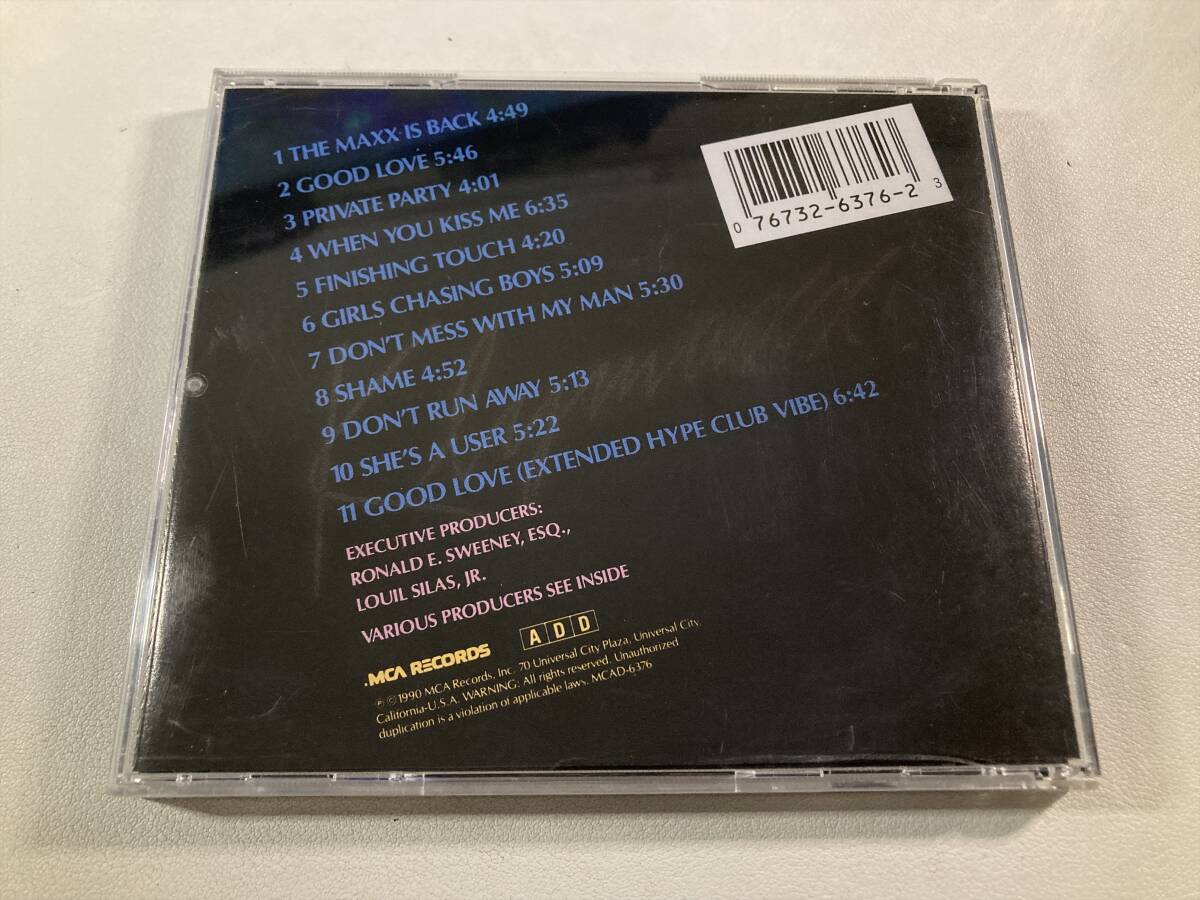 1 THE MAXX IS BACK 4:49
2 GOOD LOVE 5:46
3 PRIVATE PARTY 4:01
4 WHEN YOU KISS ME 6:35
5 FINISHING TOUCH 4:20
6 GIRLS CHASING BOYS 5:09
7 DON'T MESS WITH MY MAN 5:30
8 SHAME 4:52
9 DON'T RUN AWAY 5:13
10 SHE'S A USER 5:22
11 GOOD LOVE (EXTENDED HYPE CLUB VIBE) 6:42
0 76732-6376-2 3
EXECUTIVE PRODUCERS:
RONALD E. SWEENEY, ESQ.,
LOUIL SILAS, JR.
VARIOUS PRODUCERS SEE INSIDE
MCA RECORDS
A D D
℗©1990 MCA Records, Inc. 70 Universal City Plaza, Universal City,
California-U.S.A. WARNING: All rights reserved. Unauthorized
duplication is a violation of applicable laws. MCAD-6376